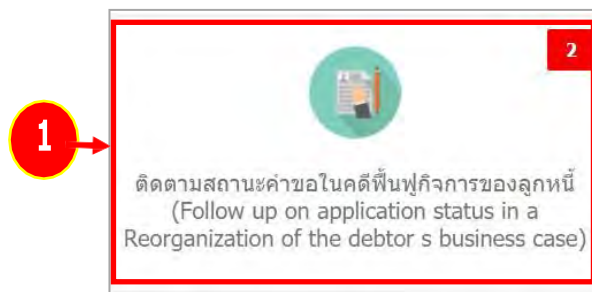 2
1
ติดตามสถานะคำขอในคดีฟื้นฟูกิจการของลูกหนี้
(Follow up on application status in a
Reorganization of the debtor s business case)